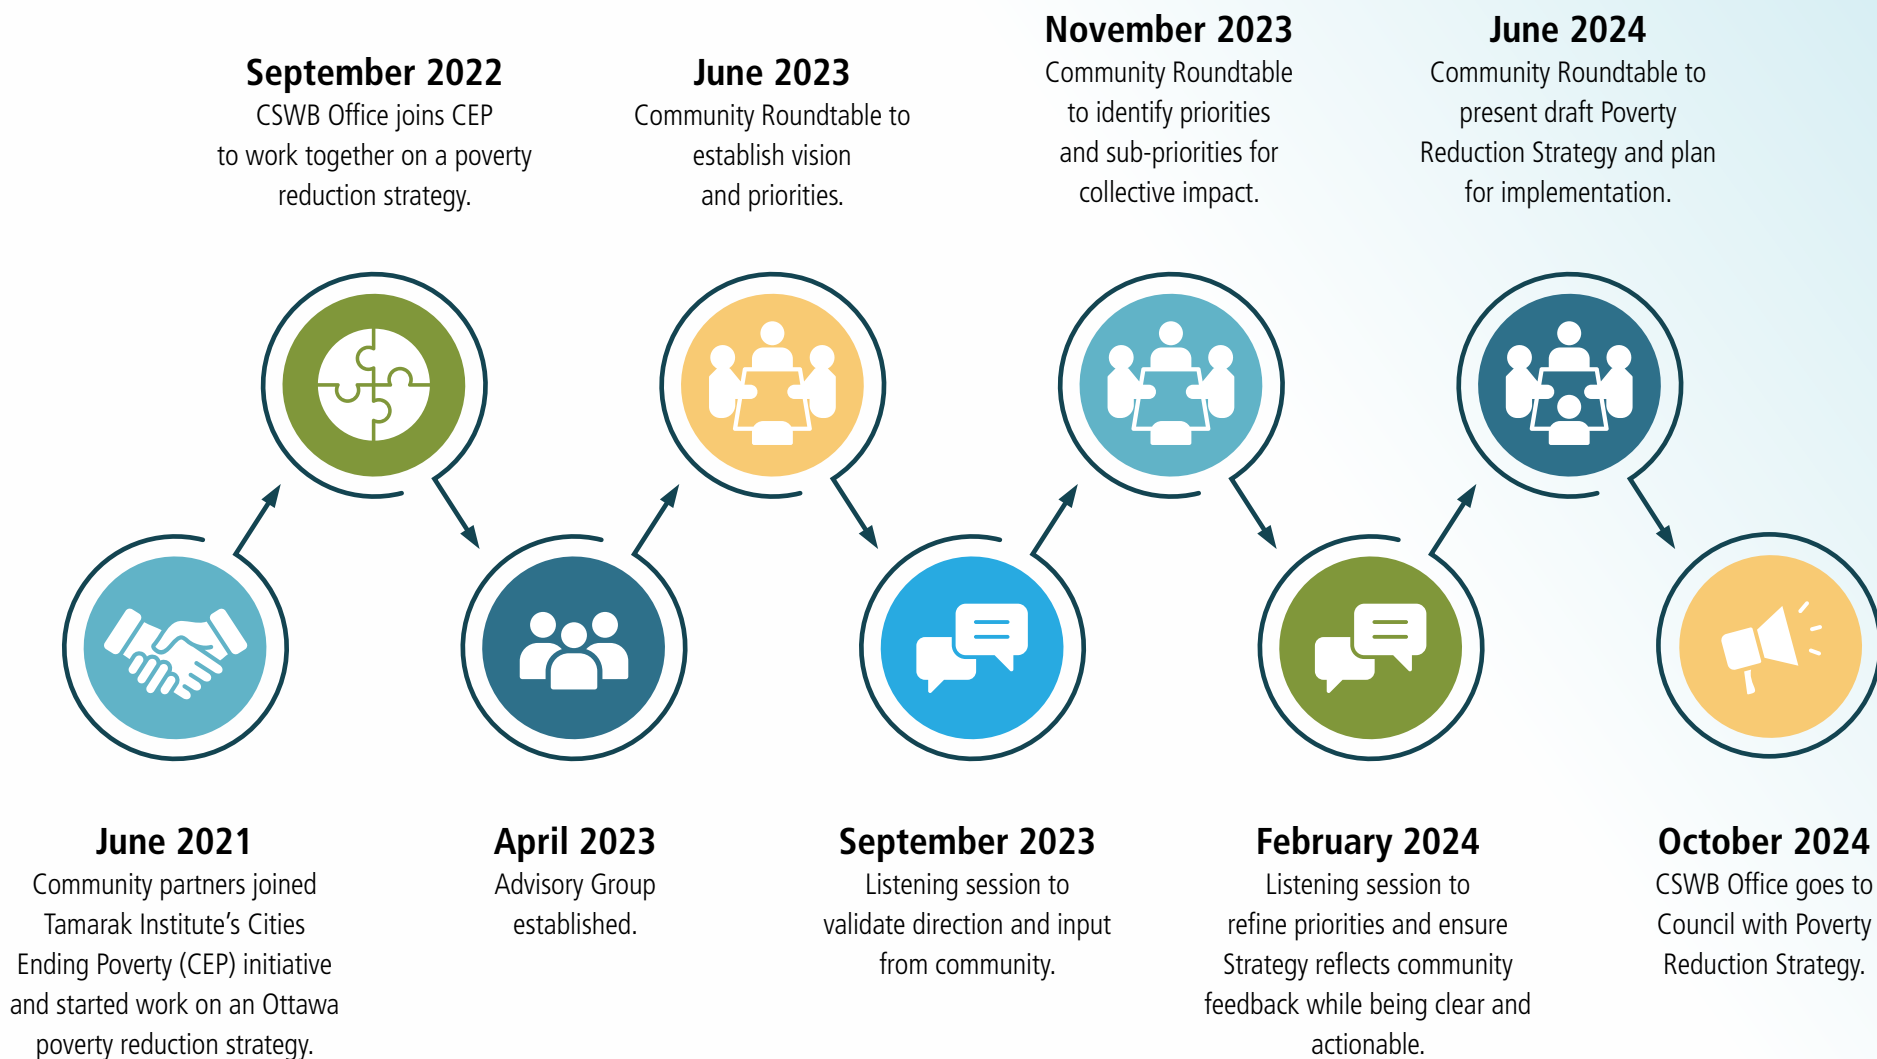 June 2021
Community partners joined
Tamarak Institute's Cities
Ending Poverty (CEP) initiative
and started work on an Ottawa
poverty reduction strategy.
September 2022
CSWB Office joins CEP
to work together on a poverty
reduction strategy.
April 2023
Advisory Group
established.
June 2023
Community Roundtable to
establish vision
and priorities.
September 2023
Listening session to
validate direction and input
from community.
November 2023
Community Roundtable
to identify priorities
and sub-priorities for
collective impact.
February 2024
Listening session to
refine priorities and ensure
Strategy reflects community
feedback while being clear and
actionable.
June 2024
Community Roundtable to
present draft Poverty
Reduction Strategy and plan
for implementation.
October 2024
CSWB Office goes to
Council with Poverty
Reduction Strategy.